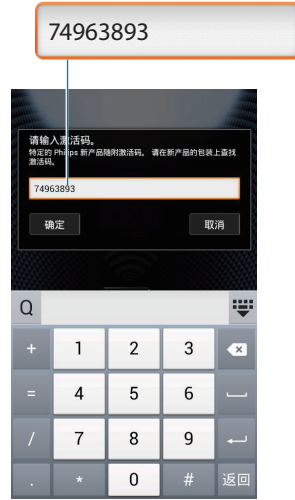 74963893
请输入激活码。
特定的 Philips 新产品随附激活码。 请在新产品的包装上查找
激活码。
74963893
确定 取消
Q
+ 1 2 3
= 4 5 6
/ 7 8 9
. * 0 # 返回